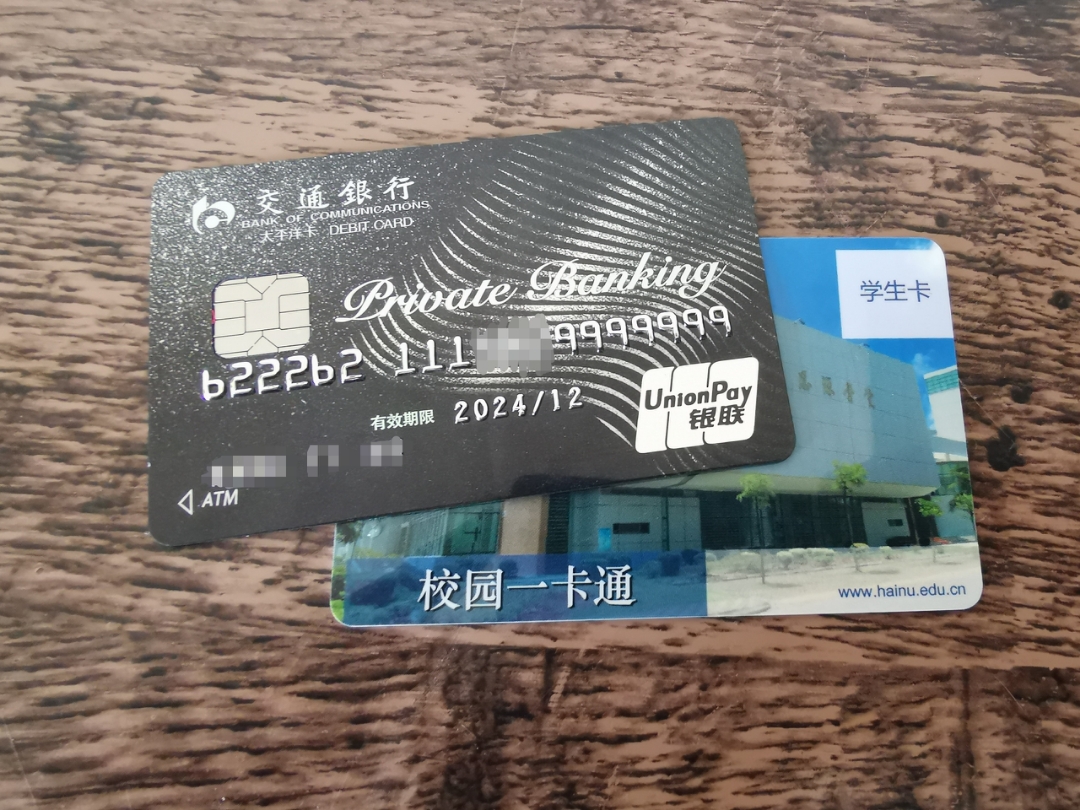 交通銀行
BANK OF COMMUNICATIONS
太平洋卡 DEBIT CARD
Private Banking
622262 111 9999999
有效期限 2024/12
UnionPay
银联
ATM
学生卡
校园一卡通
www.hainu.edu.cn